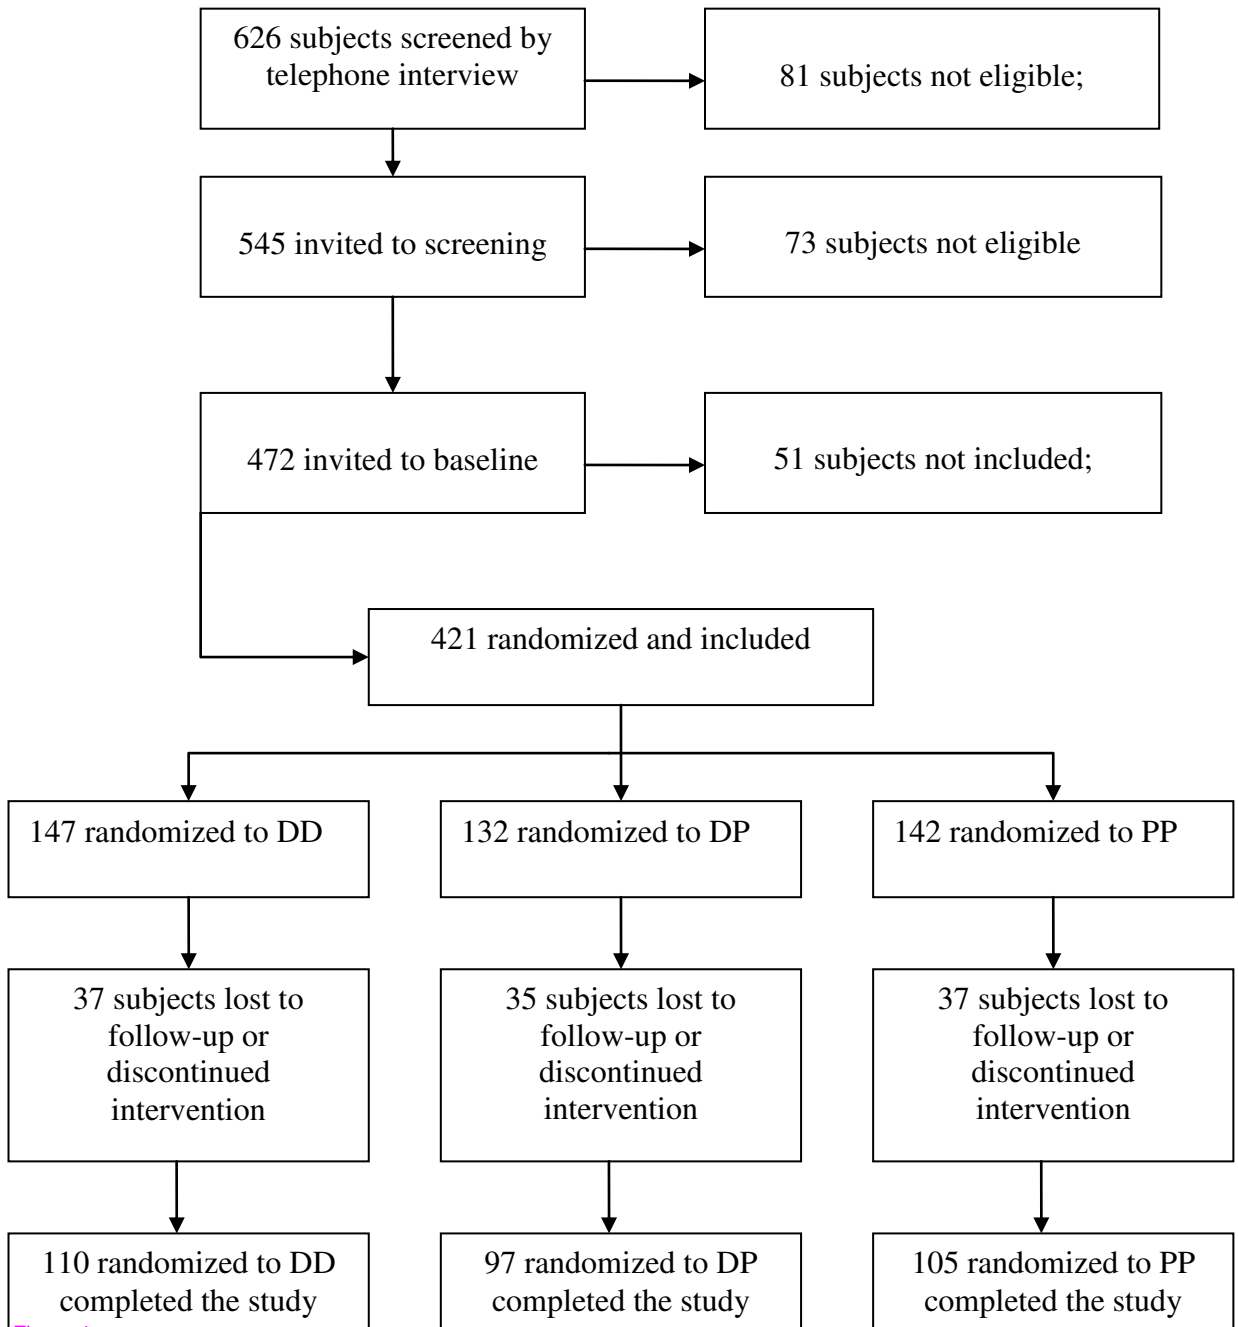 626 subjects screened by
telephone interview
81 subjects not eligible;
545 invited to screening
73 subjects not eligible
472 invited to baseline
51 subjects not included;
421 randomized and included
147 randomized to DD
132 randomized to DP
142 randomized to PP
37 subjects lost to
follow-up or
discontinued
intervention
35 subjects lost to
follow-up or
discontinued
intervention
37 subjects lost to
follow-up or
discontinued
intervention
110 randomized to DD
completed the study
97 randomized to DP
completed the study
105 randomized to PP
completed the study